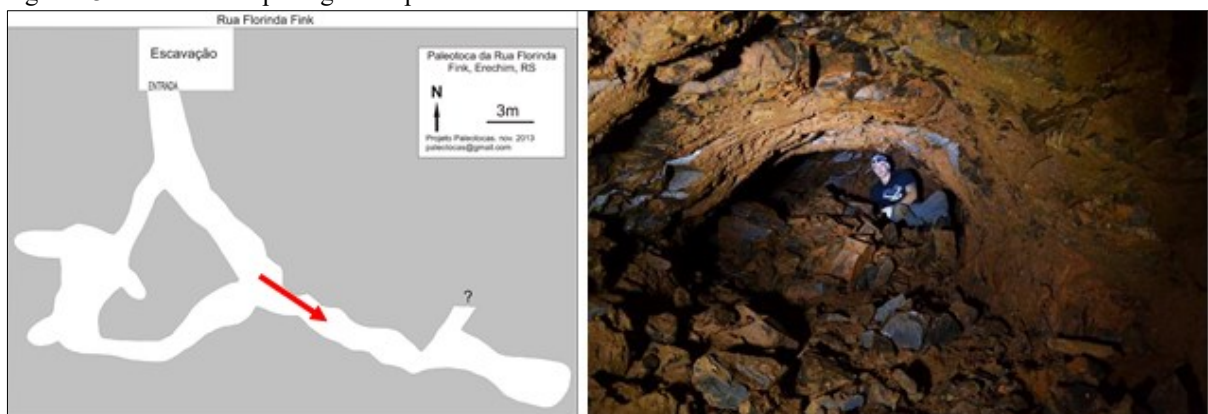 Rua Florinda Fink
Escavação
ENTRADA
Paleotoca da Rua Florinda
Fink, Erechim, RS
N
3m
Projeto Paleotocas. nov. 2013
paleotocas@gmail.com
?